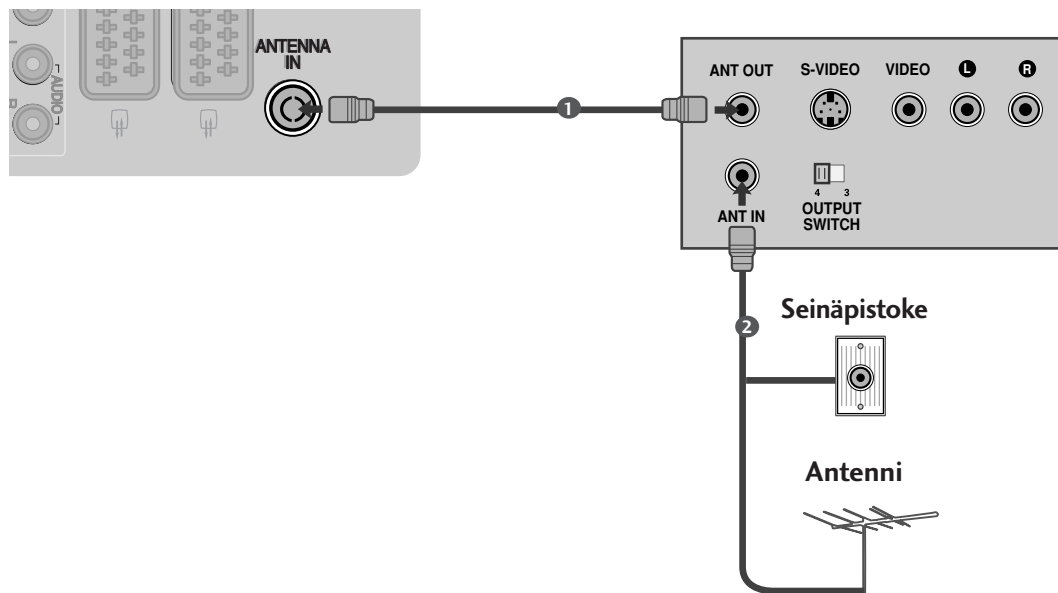 L
R
AUDIO
ANTENNA
IN
1
ANT OUT
S-VIDEO
VIDEO
L
R
ANT IN
4
3
OUTPUT
SWITCH
2
Seinäpistoke
Antenni